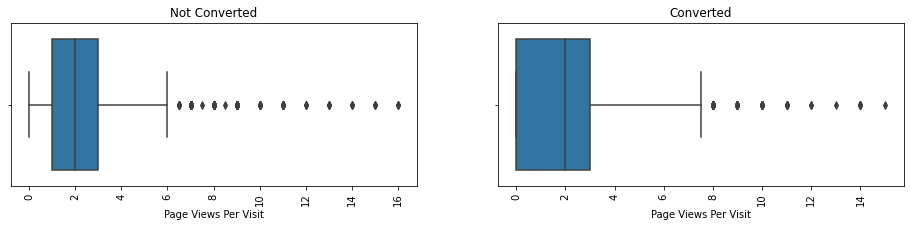 Not Converted
0 2 4 6 8 10 12 14 16
Page Views Per Visit
Converted
0 2 4 6 8 10 12 14
Page Views Per Visit